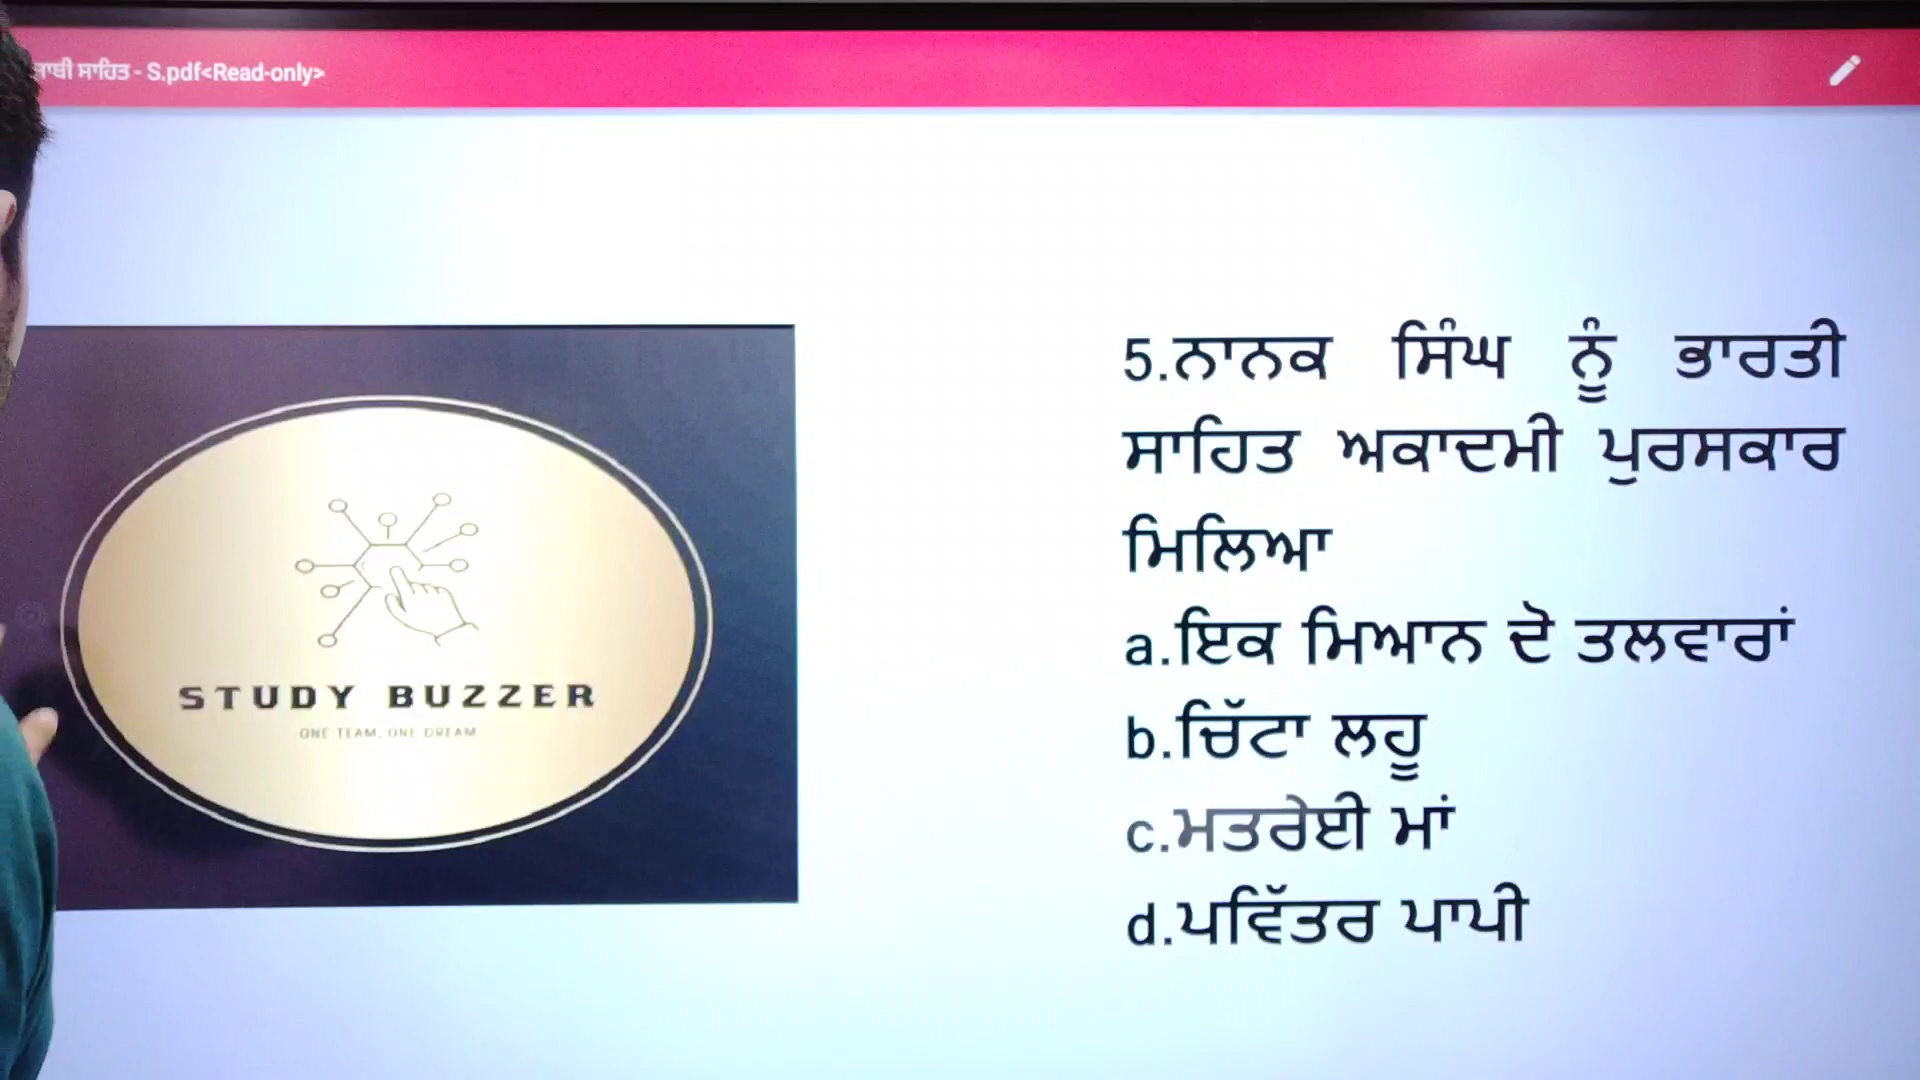 ਸਾਹਿਤ - S.pdf<Read-only>
5.ਨਾਨਕ ਸਿੰਘ ਨੂੰ ਭਾਰਤੀ
ਸਾਹਿਤ ਅਕਾਦਮੀ ਪੁਰਸਕਾਰ
ਮਿਲਿਆ
a.ਇਕ ਮਿਆਨ ਦੋ ਤਲਵਾਰਾਂ
b.ਚਿੱਟਾ ਲਹੂ
c.ਮਤਰੇਈ ਮਾਂ
d.ਪਵਿੱਤਰ ਪਾਪੀ
STUDY BUZZER
ONE TEAM, ONE DREAM